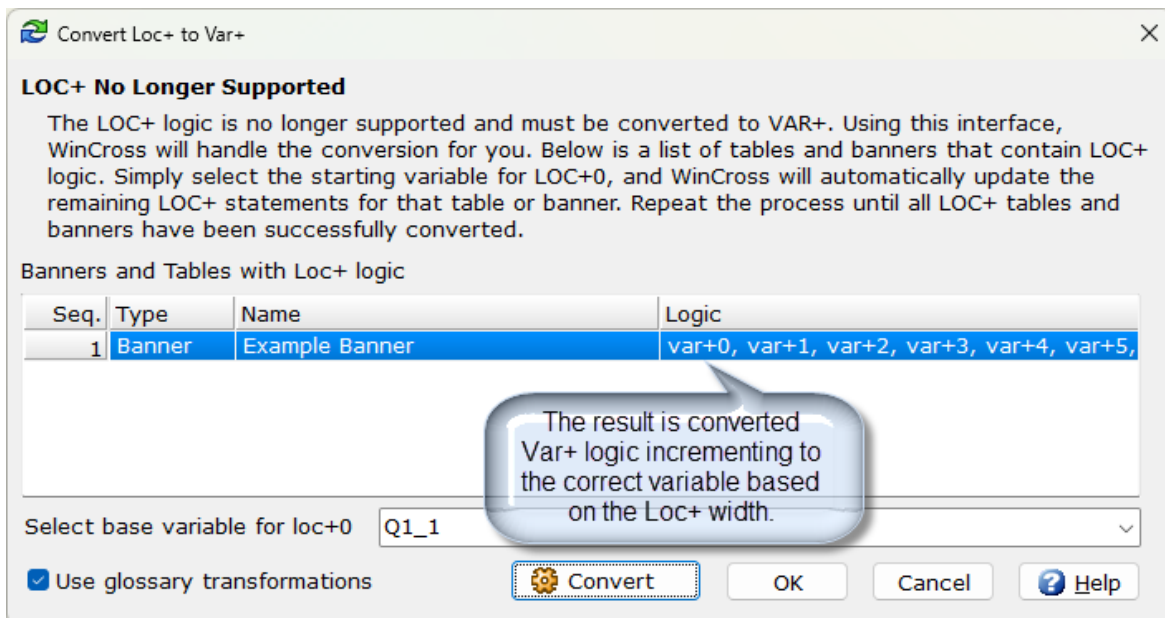 Convert Loc+ to Var+
LOC+ No Longer Supported
The LOC+ logic is no longer supported and must be converted to VAR+. Using this interface,
WinCross will handle the conversion for you. Below is a list of tables and banners that contain LOC+
logic. Simply select the starting variable for LOC+0, and WinCross will automatically update the
remaining LOC+ statements for that table or banner. Repeat the process until all LOC+ tables and
banners have been successfully converted.
Banners and Tables with Loc+ logic
Seq. Type Name Logic
1 Banner Example Banner var+0, var+1, var+2, var+3, var+4, var+5,
The result is converted
Var+ logic incrementing to
the correct variable based
on the Loc+ width.
Select base variable for loc+0 Q1_1
Use glossary transformations Convert OK Cancel Help